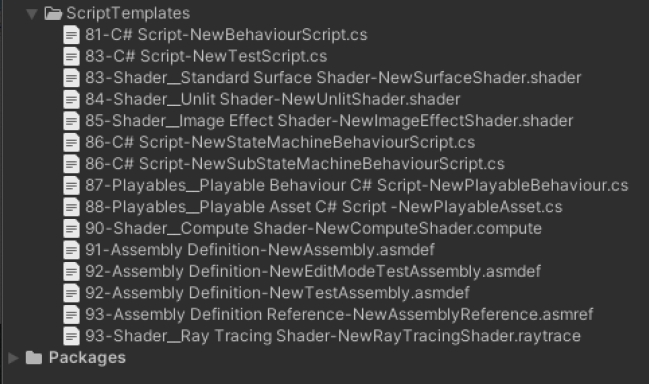 ScriptTemplates
81-C# Script-NewBehaviourScript.cs
83-C# Script-NewTestScript.cs
83-Shader__Standard Surface Shader-NewSurfaceShader.shader
84-Shader__Unlit Shader-NewUnlitShader.shader
85-Shader__Image Effect Shader-NewImageEffectShader.shader
86-C# Script-NewStateMachineBehaviourScript.cs
86-C# Script-NewSubStateMachineBehaviourScript.cs
87-Playables__Playable Behaviour C# Script-NewPlayableBehaviour.cs
88-Playables__Playable Asset C# Script -NewPlayableAsset.cs
90-Shader__Compute Shader-NewComputeShader.compute
91-Assembly Definition-NewAssembly.asmdef
92-Assembly Definition-NewEditModeTestAssembly.asmdef
92-Assembly Definition-NewTestAssembly.asmdef
93-Assembly Definition Reference-NewAssemblyReference.asmref
93-Shader__Ray Tracing Shader-NewRayTracingShader.raytrace
Packages